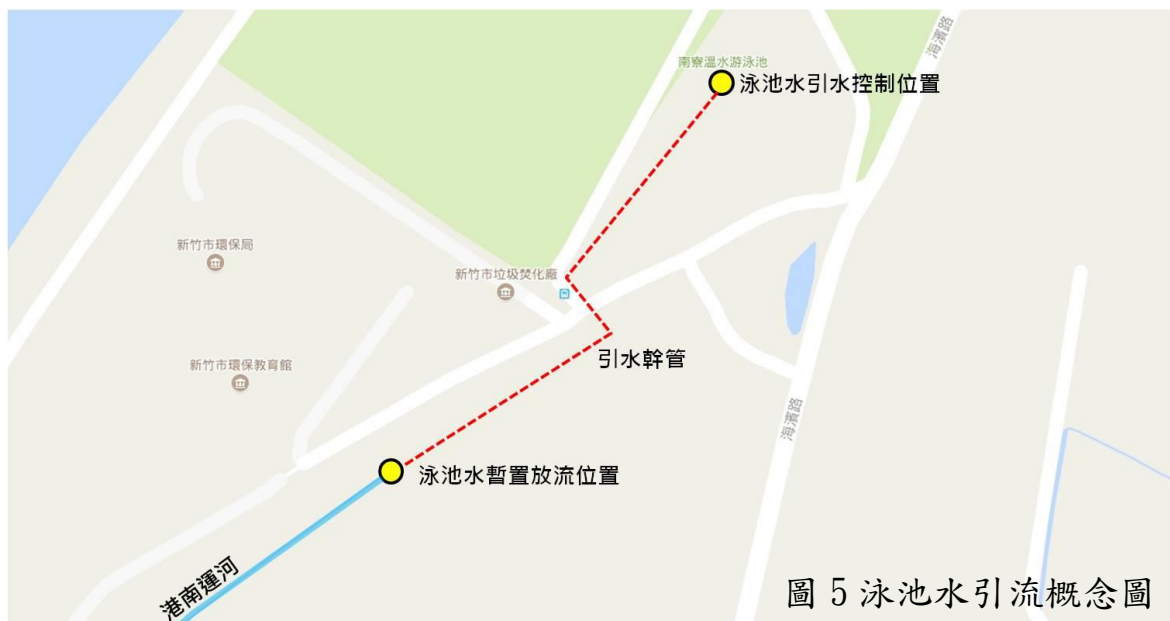 海濱路
南寮溫水游泳池
泳池水引水控制位置
新竹市環保局
新竹市垃圾焚化廠
引水幹管
新竹市環保教育館
海濱路
泳池水暫置放流位置
港南運河
圖 5 泳池水引流概念圖